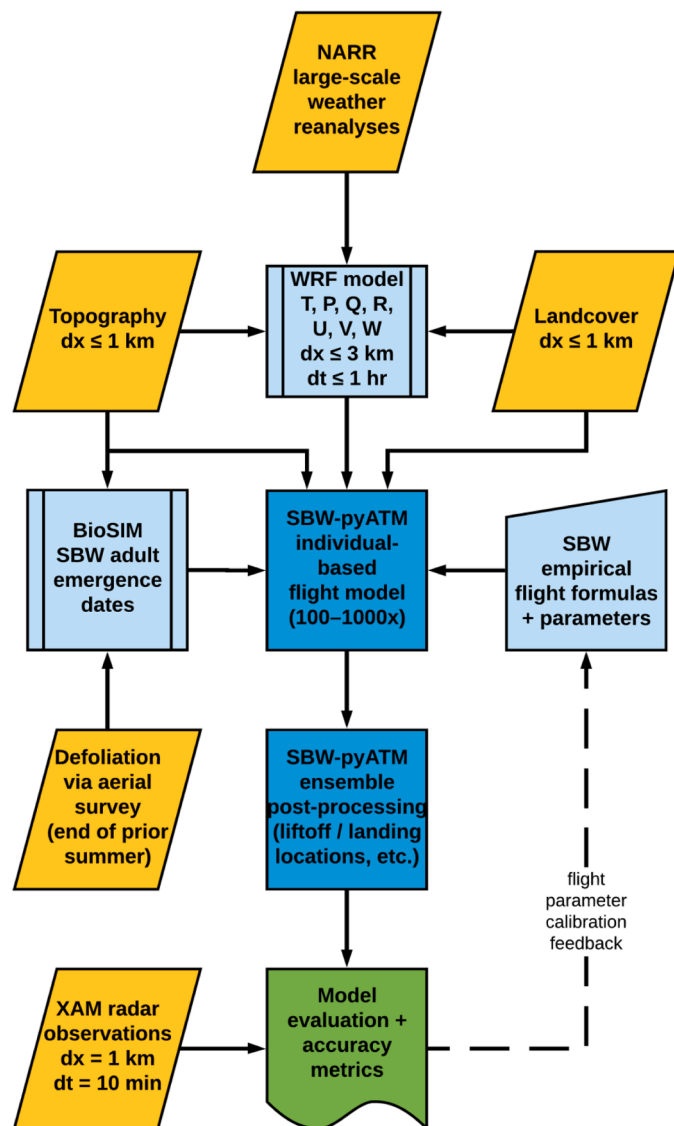 NARR
large-scale
weather
reanalyses
Topography
dx ≤ 1 km
WRF model
T, P, Q, R,
U, V, W
dx ≤ 3 km
dt ≤ 1 hr
Landcover
dx ≤ 1 km
BioSIM
SBW adult
emergence
dates
SBW-pyATM
individual-
based
flight model
(100–1000x)
SBW
empirical
flight formulas
+ parameters
Defoliation
via aerial
survey
(end of prior
summer)
SBW-pyATM
ensemble
post-processing
(liftoff / landing
locations, etc.)
flight
parameter
calibration
feedback
XAM radar
observations
dx = 1 km
dt = 10 min
Model
evaluation +
accuracy
metrics